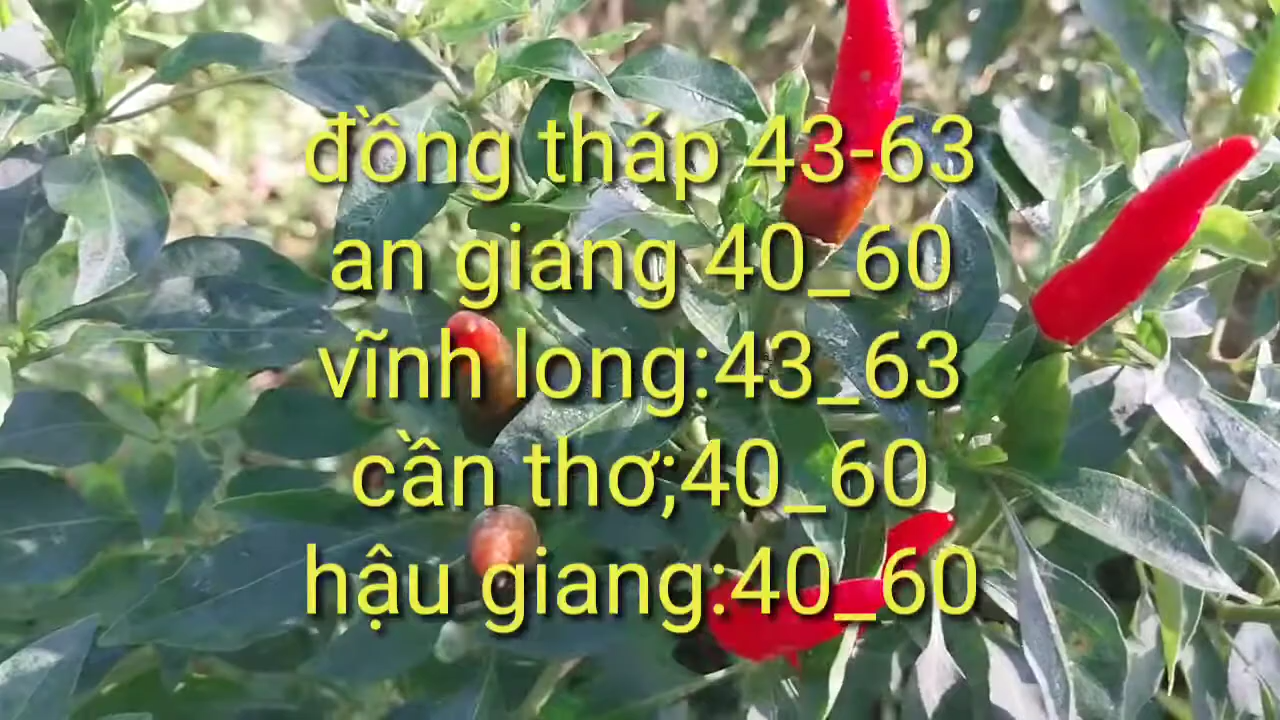 đồng tháp 43-63
an giang 40_60
vĩnh long:43_63
cần thơ;40_60
hậu giang:40_60